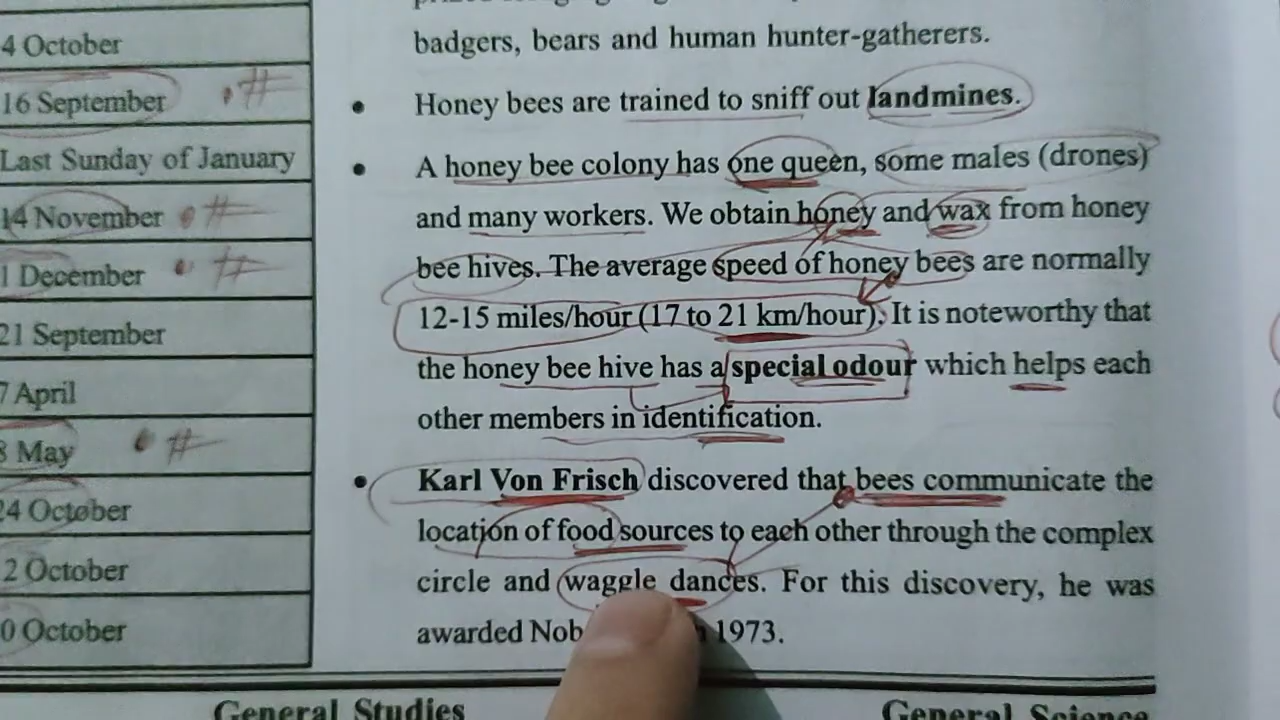 4 October
16 September
Last Sunday of January
14 November
1 December
21 September
7 April
8 May
24 October
2 October
0 October
badgers, bears and human hunter-gatherers.
• Honey bees are trained to sniff out landmines.
• A honey bee colony has one queen, some males (drones)
and many workers. We obtain honey and wax from honey
bee hives. The average speed of honey bees are normally
12-15 miles/hour (17 to 21 km/hour). It is noteworthy that
the honey bee hive has a special odour which helps each
other members in identification.
• Karl Von Frisch discovered that bees communicate the
location of food sources to each other through the complex
circle and waggle dances. For this discovery, he was
awarded 1973.
General Studies
General Science